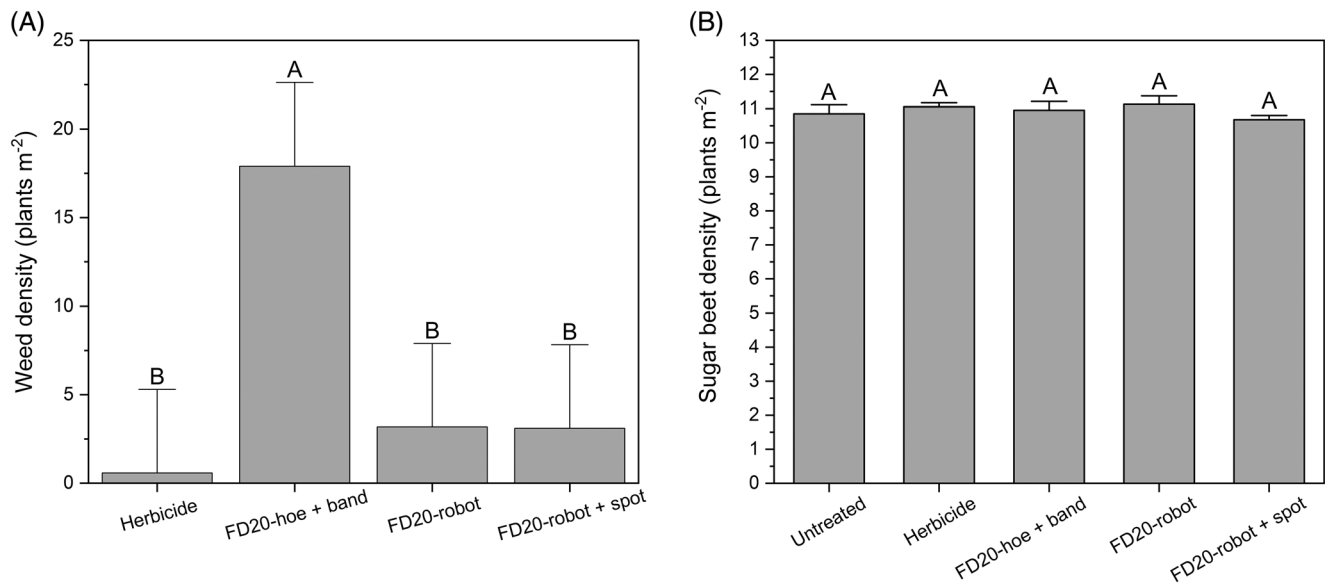 (A)
25
20
15
10
5
0
Weed density (plants m⁻²)
B
A
B
B
Herbicide
FD20-hoe + band
FD20-robot
FD20-robot + spot
(B)
13
12
11
10
9
8
7
6
5
4
3
2
1
0
Sugar beet density (plants m⁻²)
A
A
A
A
A
Untreated
Herbicide
FD20-hoe + band
FD20-robot
FD20-robot + spot